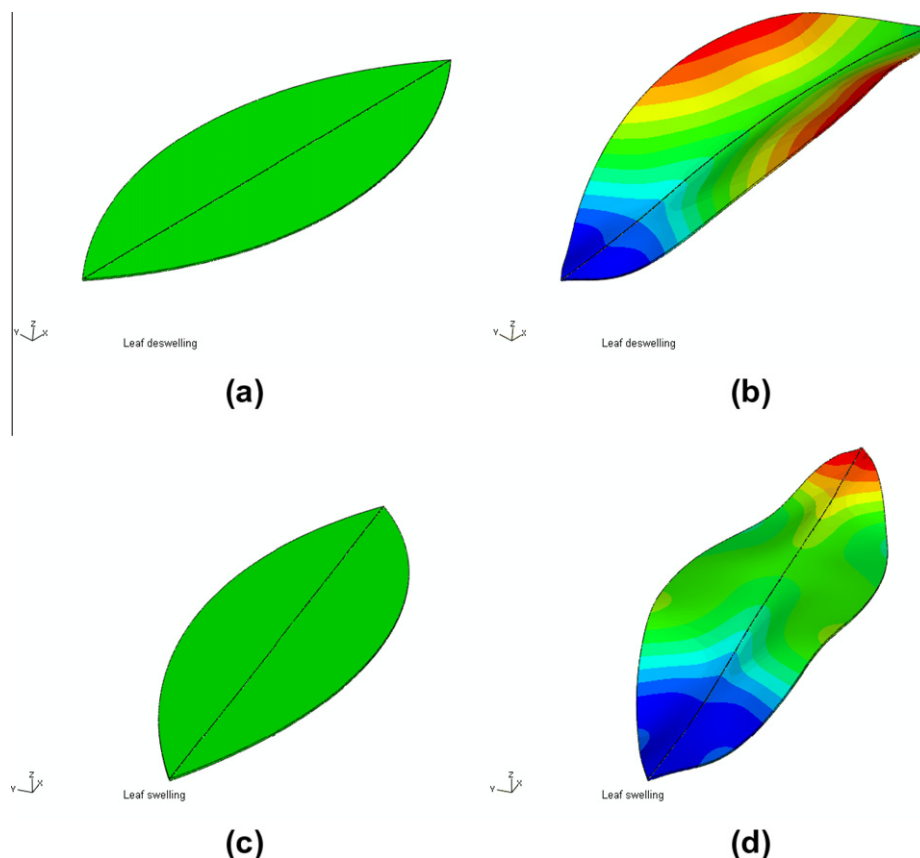 Z
Y X
Leaf deswelling
(a)
Z
Y X
Leaf deswelling
(b)
Z
Y X
Leaf swelling
(c)
Z
Y X
Leaf swelling
(d)